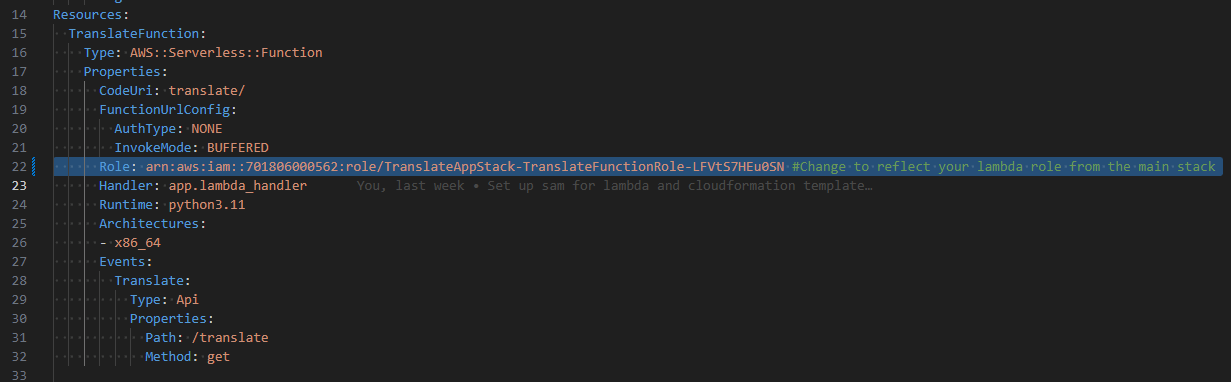 14 Resources:
15 TranslateFunction:
16 Type: AWS::Serverless::Function
17 Properties:
18 CodeUri: translate/
19 FunctionUrlConfig:
20 AuthType: NONE
21 InvokeMode: BUFFERED
22 Role: arn:aws:iam::701806000562:role/TranslateAppStack-TranslateFunctionRole-LFVtS7HEu0SN #Change to reflect your lambda role from the main stack
23 Handler: app.lambda_handler You, last week • Set up sam for lambda and cloudformation template…
24 Runtime: python3.11
25 Architectures:
26 - x86_64
27 Events:
28 Translate:
29 Type: Api
30 Properties:
31 Path: /translate
32 Method: get
33